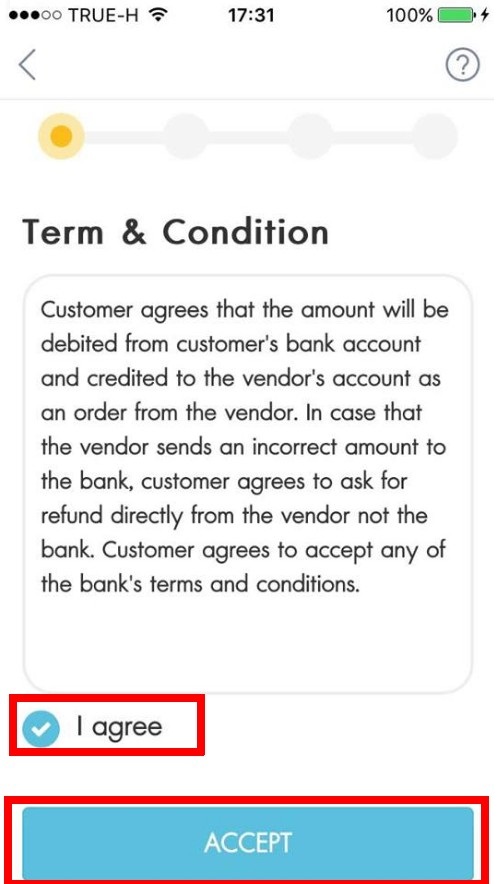 TRUE-H 17:31 100%
?
Term & Condition
Customer agrees that the amount will be
debited from customer's bank account
and credited to the vendor's account as
an order from the vendor. In case that
the vendor sends an incorrect amount to
the bank, customer agrees to ask for
refund directly from the vendor not the
bank. Customer agrees to accept any of
the bank's terms and conditions.
I agree
ACCEPT